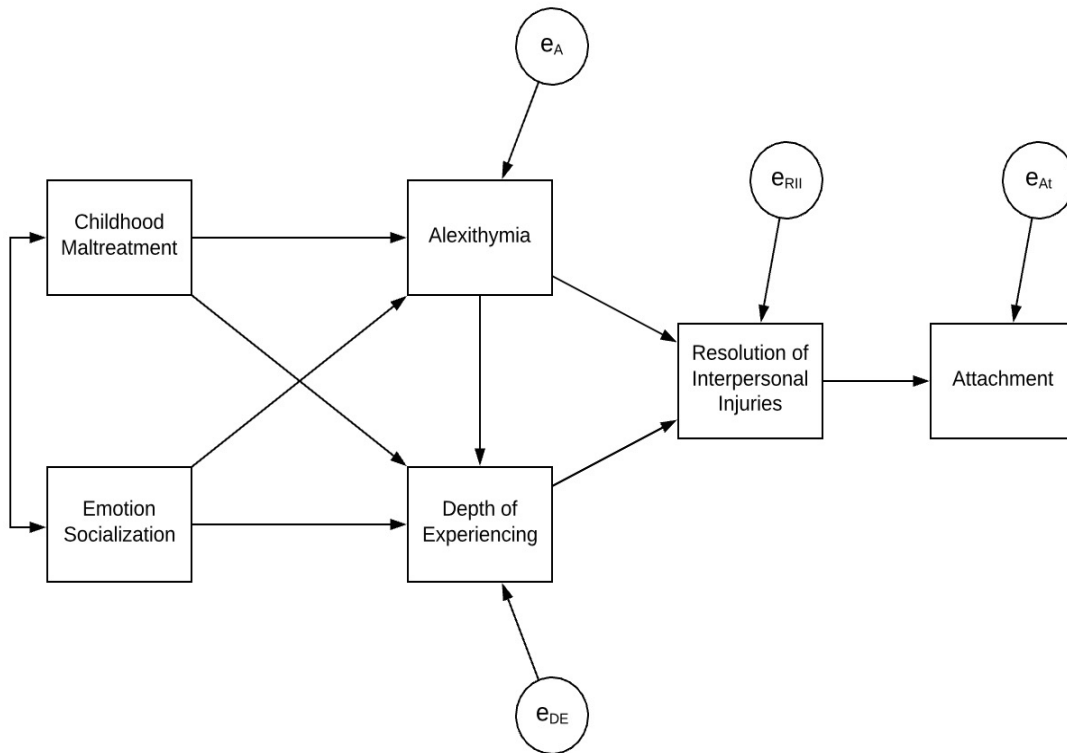 eA
Childhood
Maltreatment
Alexithymia
eRII
eAt
Resolution of
Interpersonal
Injuries
Attachment
Emotion
Socialization
Depth of
Experiencing
eDE